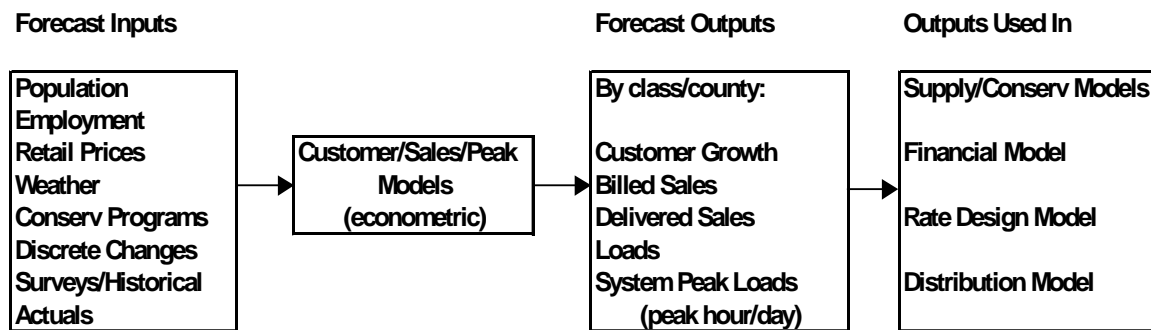 Forecast Inputs
Population
Employment
Retail Prices
Weather
Conserv Programs
Discrete Changes
Surveys/Historical
Actuals
Customer/Sales/Peak
Models
(econometric)
Forecast Outputs
By class/county:
Customer Growth
Billed Sales
Delivered Sales
Loads
System Peak Loads
(peak hour/day)
Outputs Used In
Supply/Conserv Models
Financial Model
Rate Design Model
Distribution Model